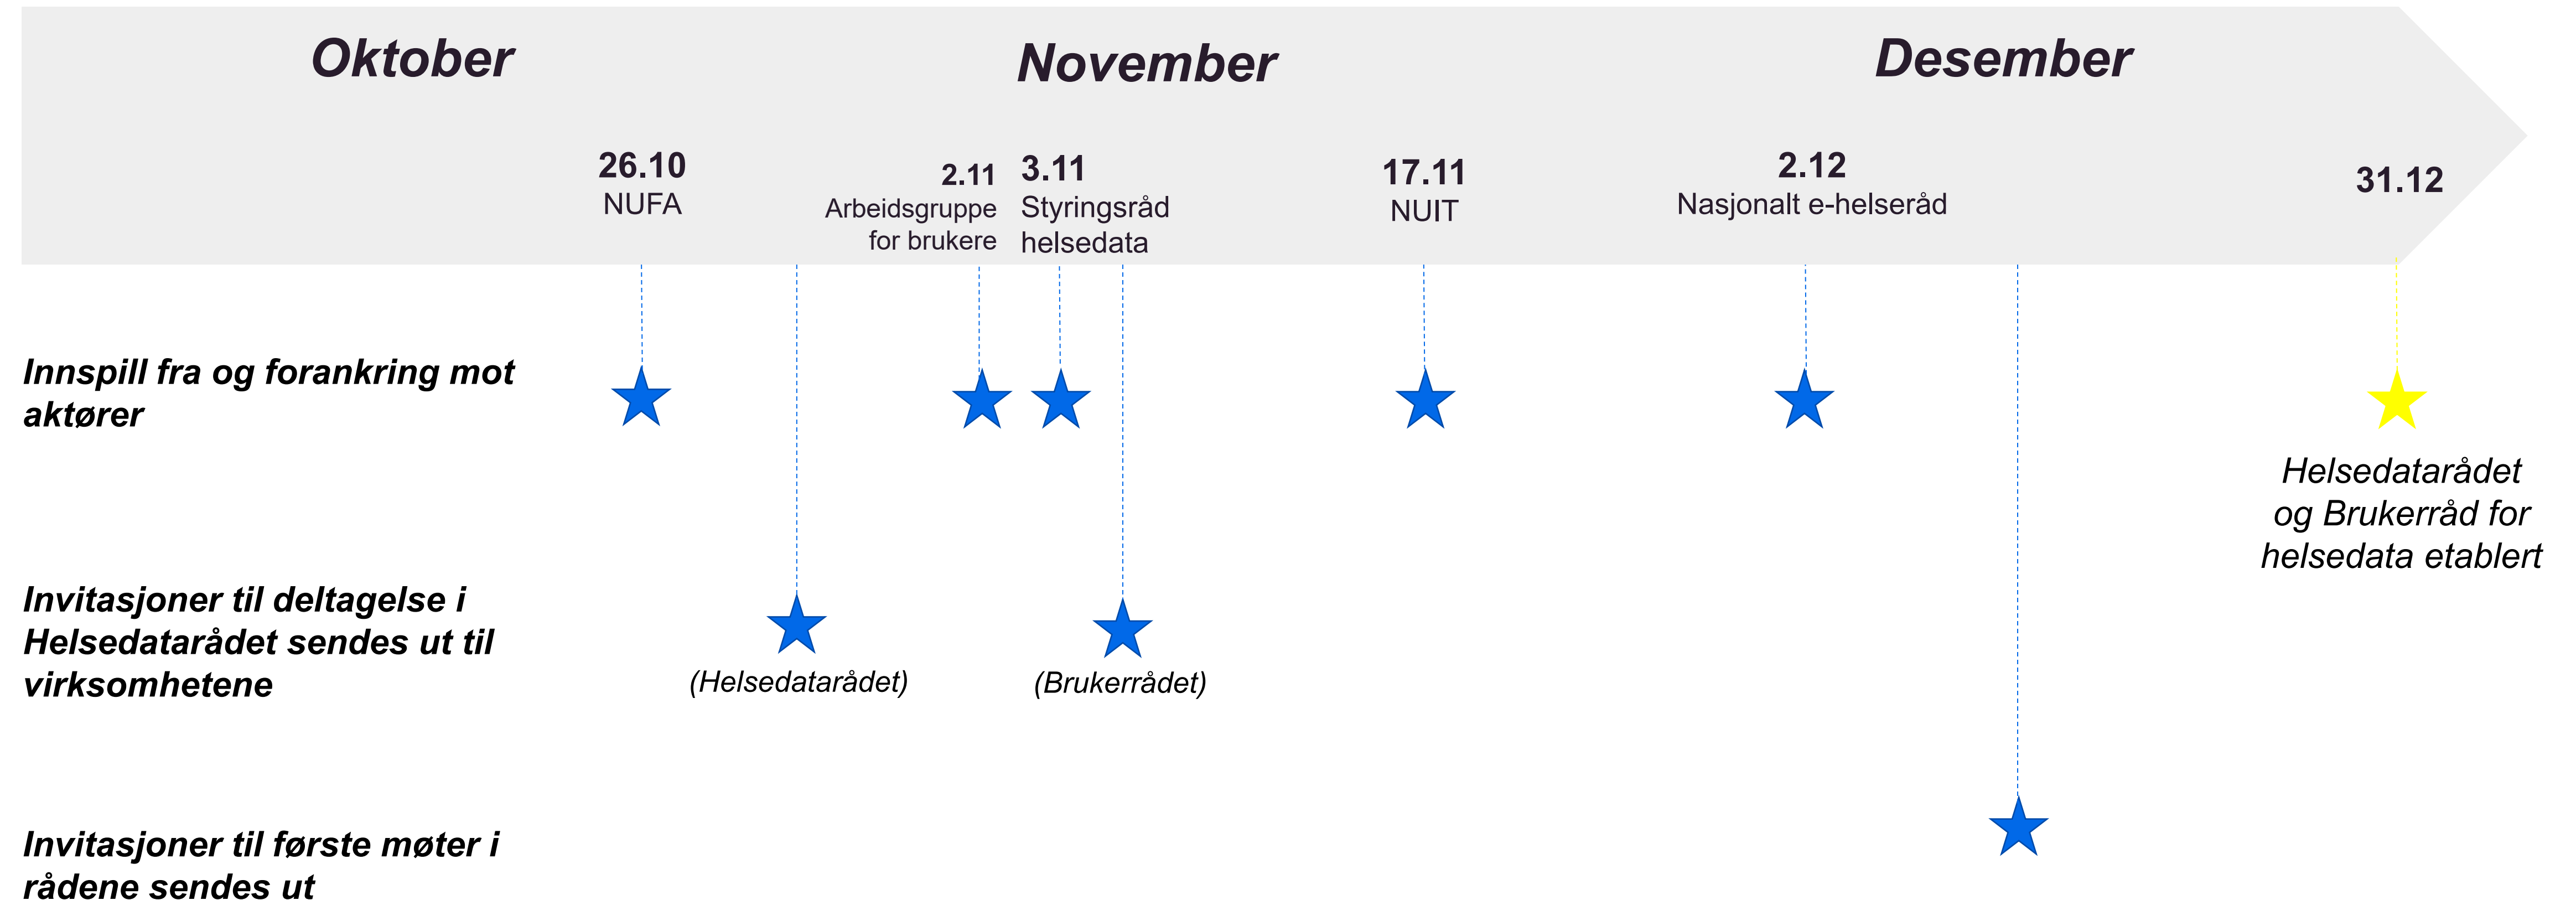 Oktober
November
Desember
26.10
NUFA
2.11
Arbeidsgruppe
for brukere
3.11
Styringsråd
helsedata
17.11
NUIT
2.12
Nasjonalt e-helseråd
31.12
Innspill fra og forankring mot
aktører
Helsedatarådet
og Brukerråd for
helsedata etablert
Invitasjoner til deltagelse i
Helsedatarådet sendes ut til
virksomhetene
(Helsedatarådet)
(Brukerrådet)
Invitasjoner til første møter i
rådene sendes ut